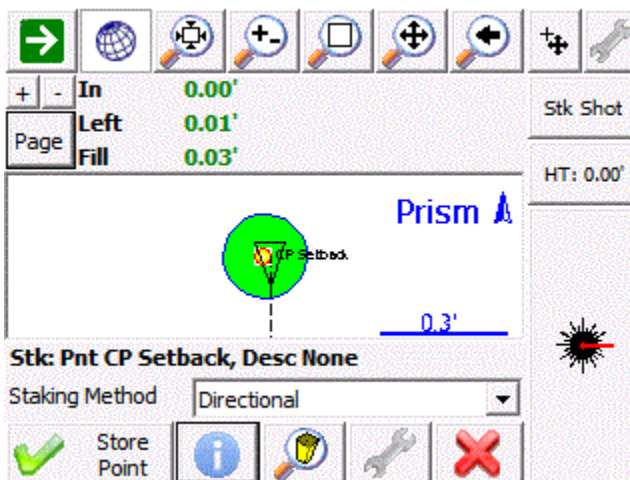 + - In 0.00'
Stk Shot
Page
Left 0.01'
Fill 0.03'
HT: 0.00'
Prism
CP Setback
0.3'
Stk: Pnt CP Setback, Desc None
Staking Method Directional
Store
Point